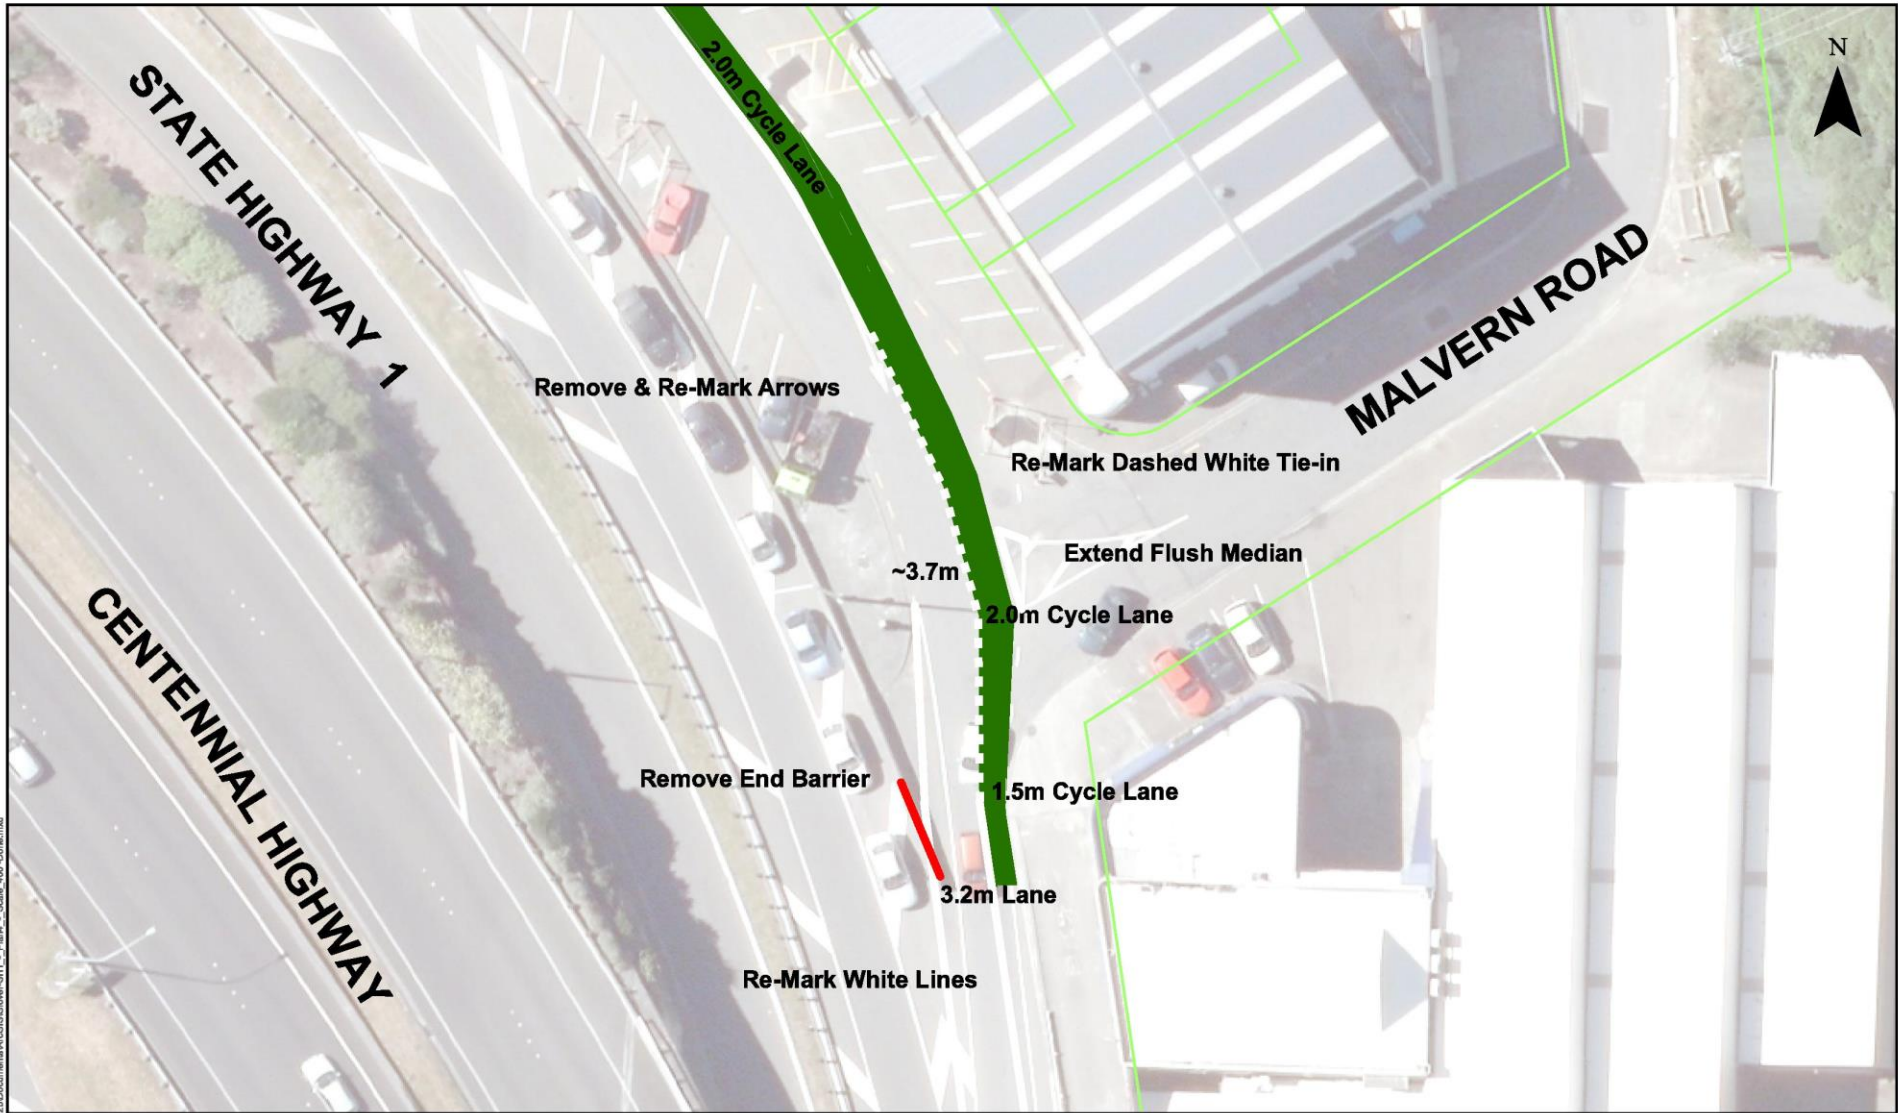 N
2.0m Cycle Lane
STATE HIGHWAY 1
MALVERN ROAD
Remove & Re-Mark Arrows
Re-Mark Dashed White Tie-in
Extend Flush Median
~3.7m
2.0m Cycle Lane
CENTENNIAL HIGHWAY
Remove End Barrier
1.5m Cycle Lane
3.2m Lane
Re-Mark White Lines